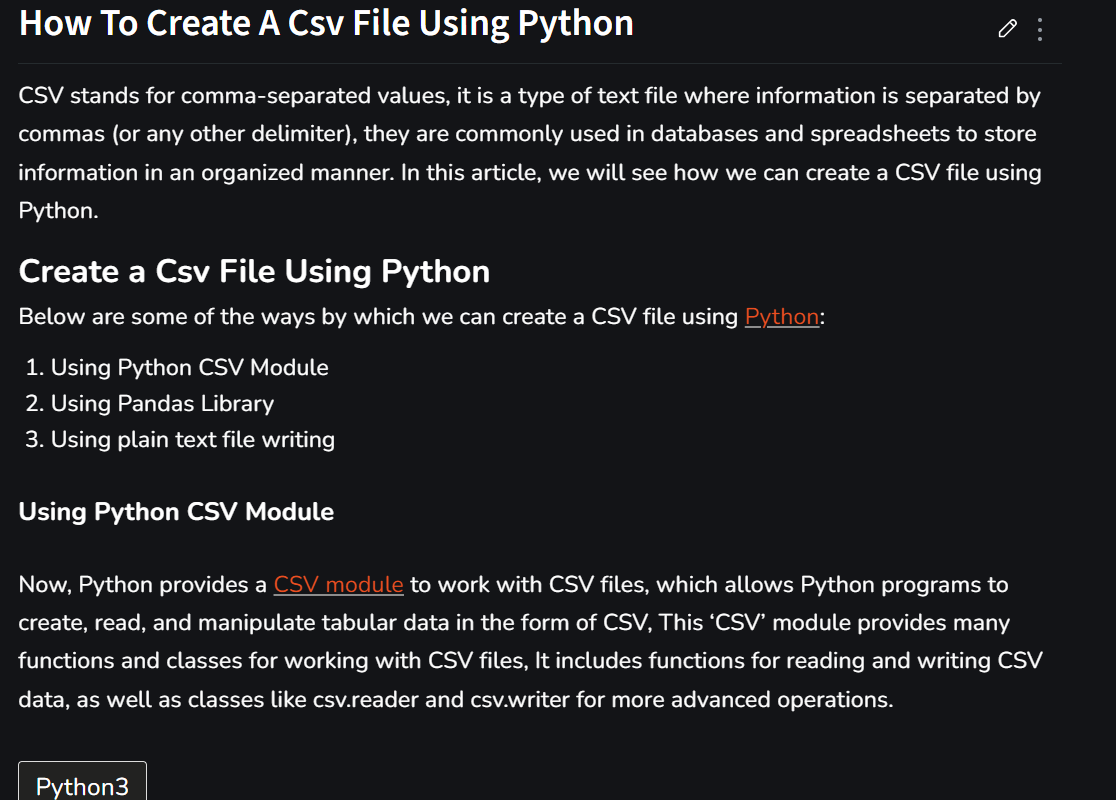 How To Create A Csv File Using Python
CSV stands for comma-separated values, it is a type of text file where information is separated by
commas (or any other delimiter), they are commonly used in databases and spreadsheets to store
information in an organized manner. In this article, we will see how we can create a CSV file using
Python.
Create a Csv File Using Python
Below are some of the ways by which we can create a CSV file using Python:
1. Using Python CSV Module
2. Using Pandas Library
3. Using plain text file writing
Using Python CSV Module
Now, Python provides a CSV module to work with CSV files, which allows Python programs to
create, read, and manipulate tabular data in the form of CSV, This ‘CSV’ module provides many
functions and classes for working with CSV files, It includes functions for reading and writing CSV
data, as well as classes like csv.reader and csv.writer for more advanced operations.
Python3